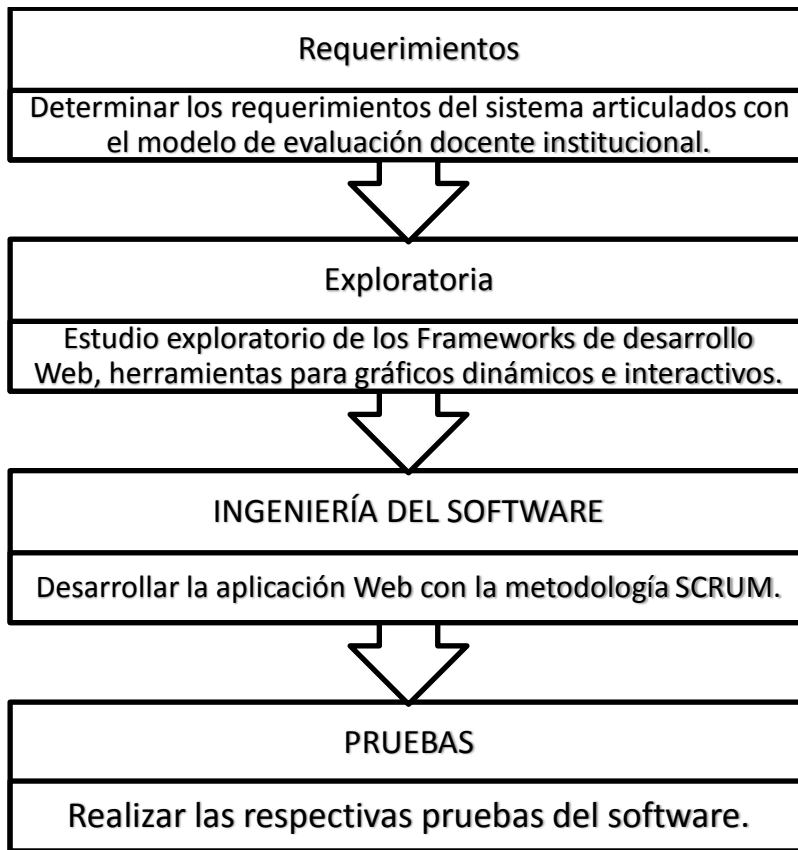 Requerimientos
Determinar los requerimientos del sistema articulados con
el modelo de evaluación docente institucional.
Exploratoria
Estudio exploratorio de los Frameworks de desarrollo
Web, herramientas para gráficos dinámicos e interactivos.
INGENIERÍA DEL SOFTWARE
Desarrollar la aplicación Web con la metodología SCRUM.
PRUEBAS
Realizar las respectivas pruebas del software.